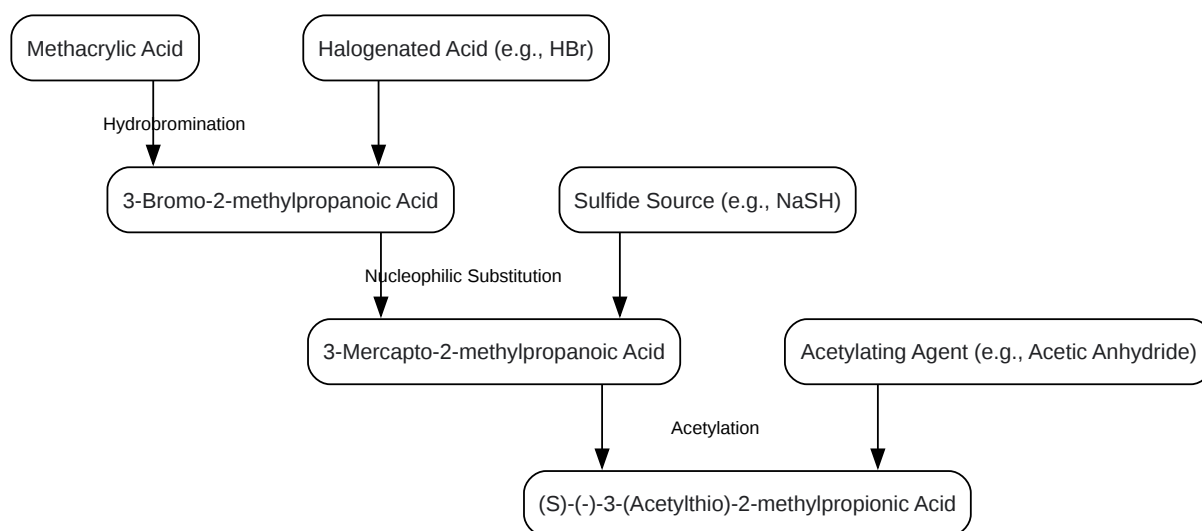 Methacrylic Acid
Halogenated Acid (e.g., HBr)
Hydrobromination
3-Bromo-2-methylpropanoic Acid
Sulfide Source (e.g., NaSH)
Nucleophilic Substitution
3-Mercapto-2-methylpropanoic Acid
Acetylating Agent (e.g., Acetic Anhydride)
Acetylation
(S)-(-)-3-(Acetylthio)-2-methylpropionic Acid